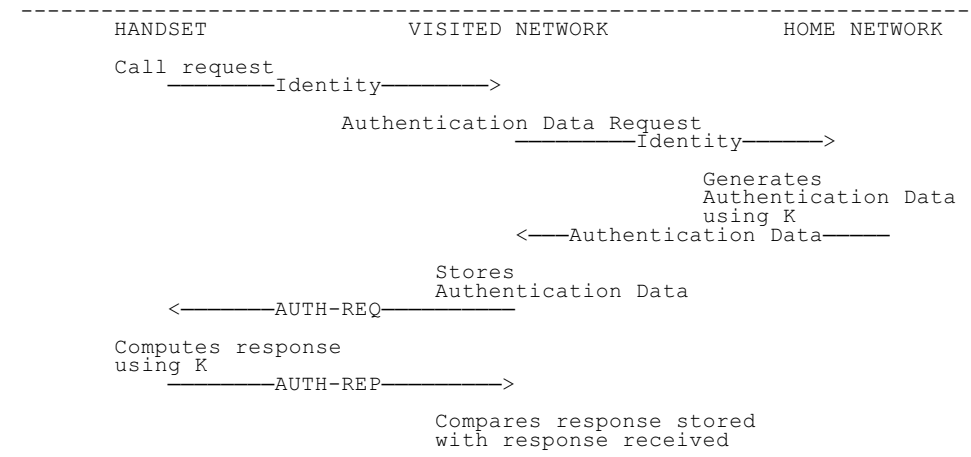 HANDSET VISITED NETWORK HOME NETWORK
Call request
Identity
Authentication Data Request
Identity
Generates
Authentication Data
using K
Authentication Data
Stores
Authentication Data
AUTH-REQ
Computes response
using K
AUTH-REP
Compares response stored
with response received